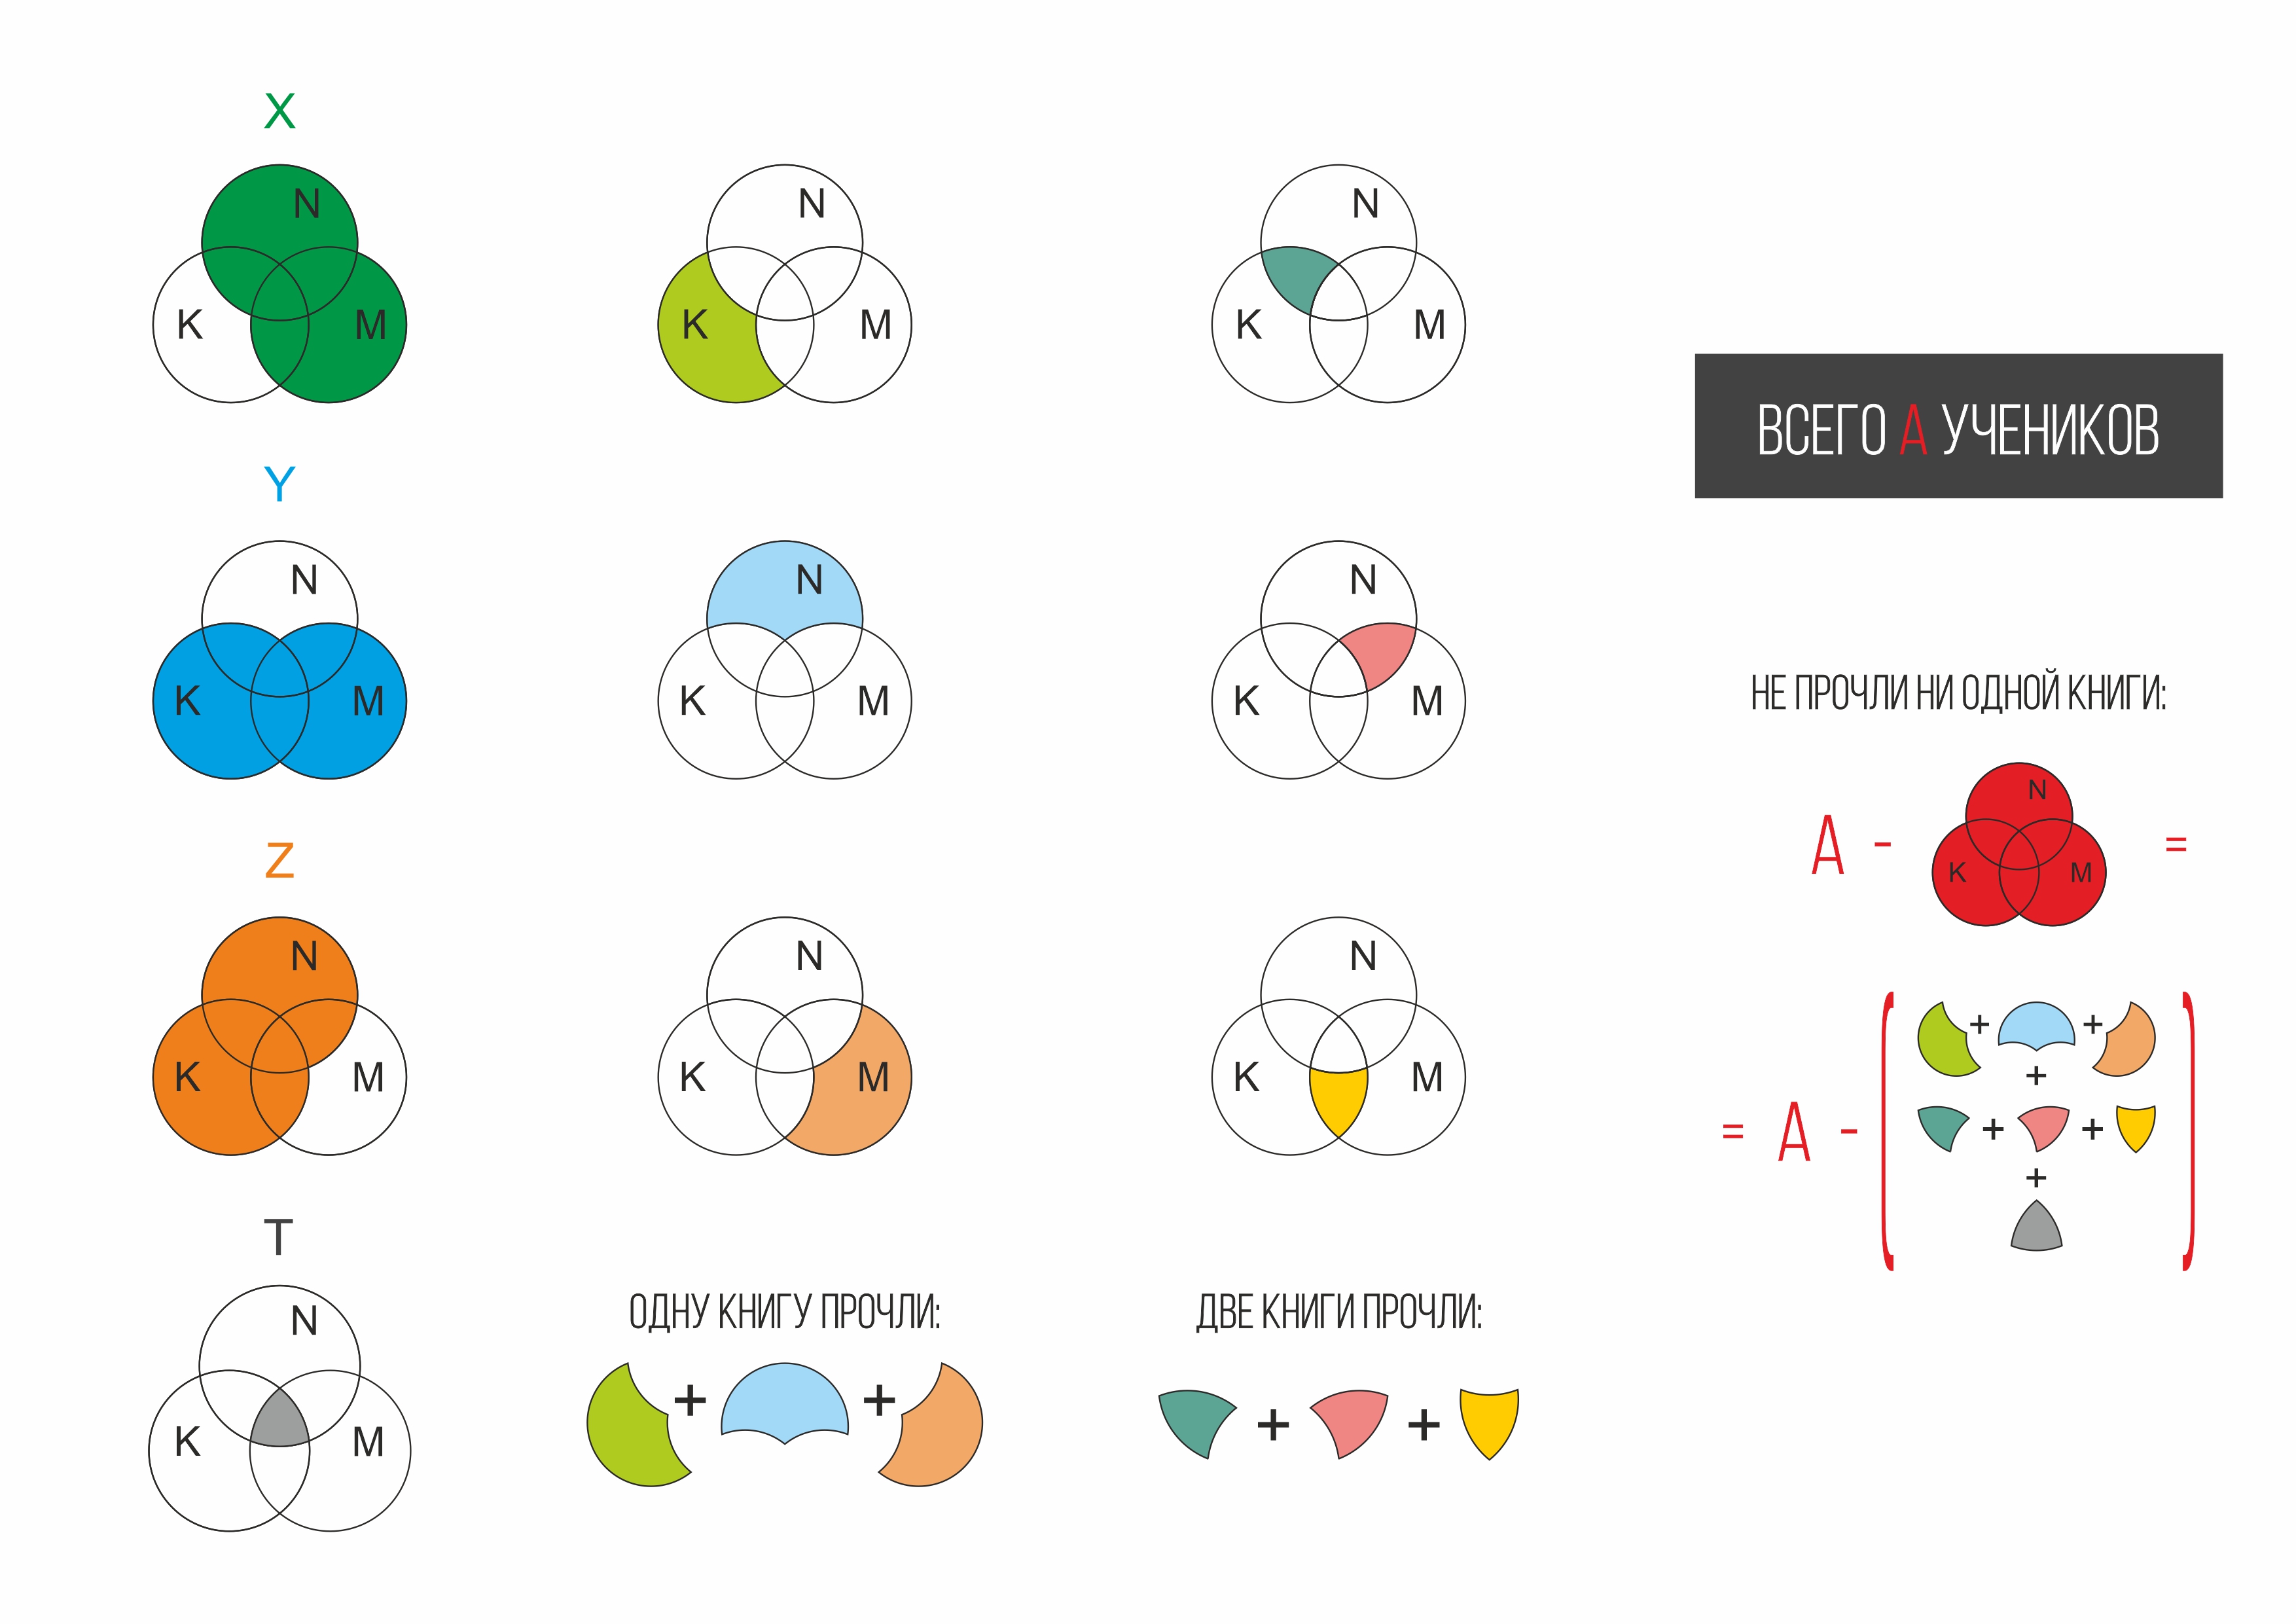 X
N
K
M
N
K
M
N
K
M
ВСЕГО А УЧЕНИКОВ
Y
N
K
M
N
K
M
N
K
M
НЕ ПРОЧЛИ НИ ОДНОЙ КНИГИ:
Z
N
K
M
N
K
M
N
K
M
А - 
N
K
M
=
= А -
+ +
+
+ +
+
T
N
K
M
ОДНУ КНИГУ ПРОЧЛИ:
+ +
ДВЕ КНИГИ ПРОЧЛИ:
+ +